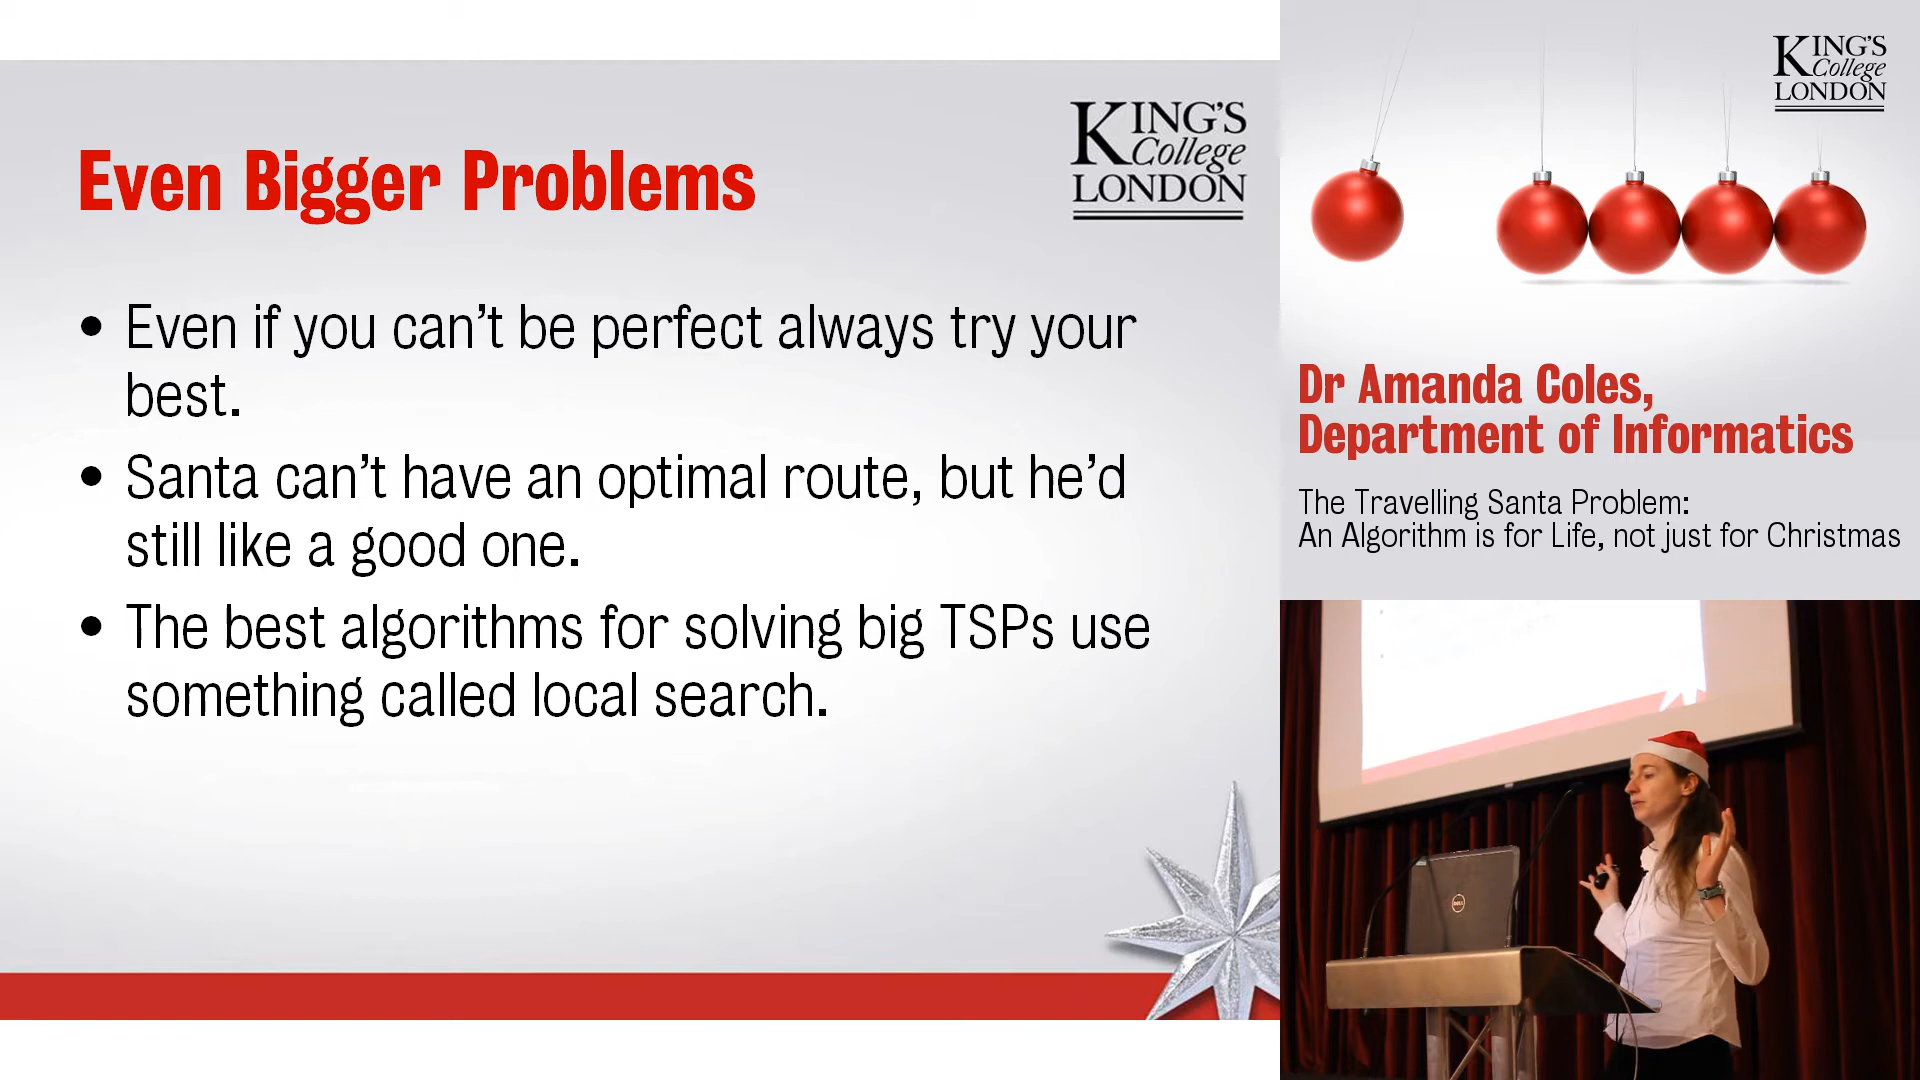 Even Bigger Problems
KING'S
College
LONDON
• Even if you can't be perfect always try your
best.
• Santa can't have an optimal route, but he'd
still like a good one.
• The best algorithms for solving big TSPs use
something called local search.
KING'S
College
LONDON
Dr Amanda Coles,
Department of Informatics
The Travelling Santa Problem:
An Algorithm is for Life, not just for Christmas
DELL